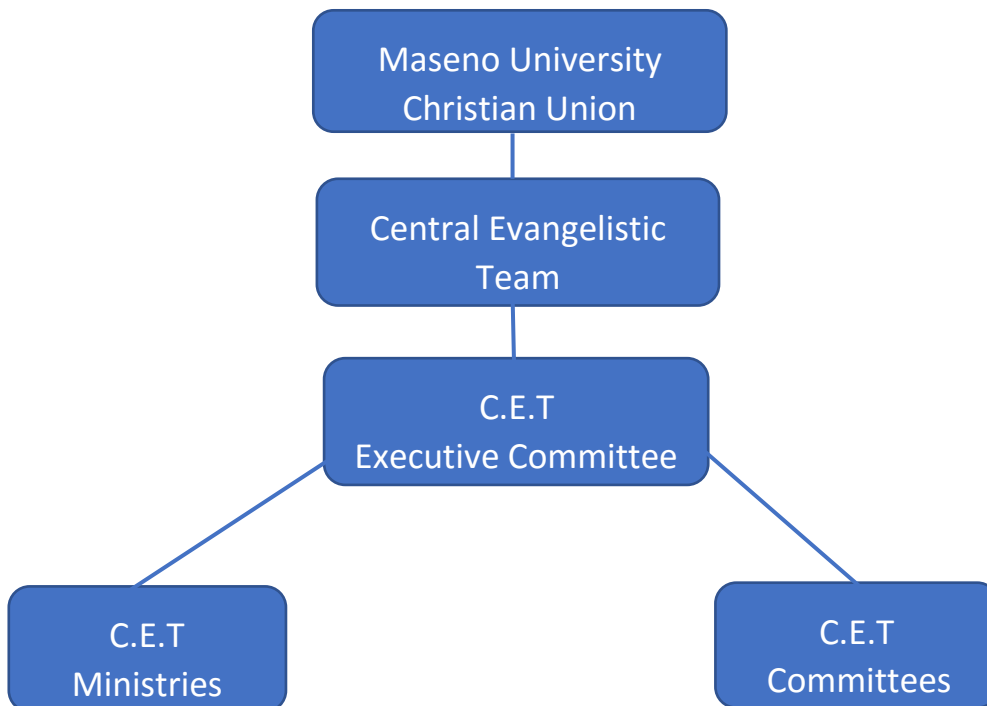 Maseno University
Christian Union
Central Evangelistic
Team
C.E.T
Executive Committee
C.E.T
Ministries
C.E.T
Committees